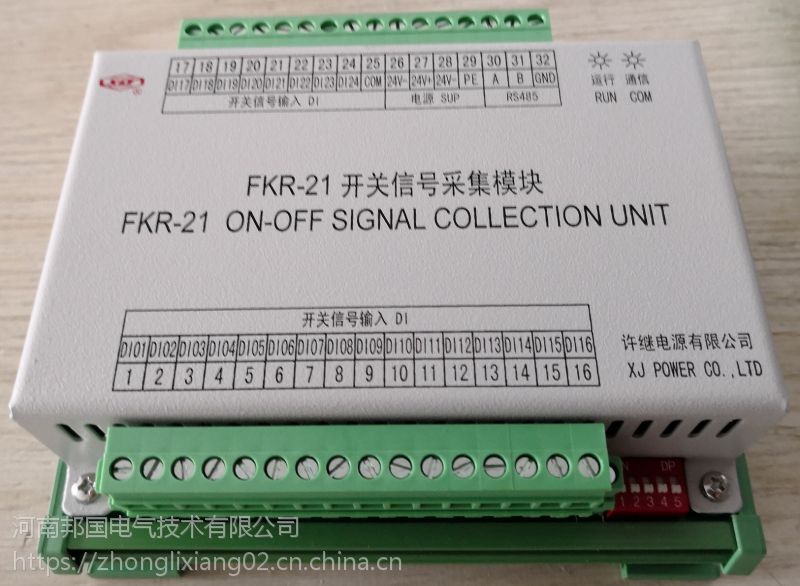 17 18 19 20 21 22 23 24 25 26 27 28 29 30 31 32
DI17 DI18 DI19 DI20 DI21 DI22 DI23 DI24 COM 24V- 24V+ 24V- PE A B GND
开关信号输入 DI 电源 SUP RS485
运行 通信
RUN COM
FKR-21 开关信号采集模块
FKR-21 ON-OFF SIGNAL COLLECTION UNIT
开关信号输入 DI
DI01 DI02 DI03 DI04 DI05 DI06 DI07 DI08 DI09 DI10 DI11 DI12 DI13 DI14 DI15 DI16
1 2 3 4 5 6 7 8 9 10 11 12 13 14 15 16
许继电源有限公司
XJ POWER CO.,LTD
DP
1 2 3 4 5
河南邦国电气技术有限公司
https://zhonglixiang02.cn.china.cn